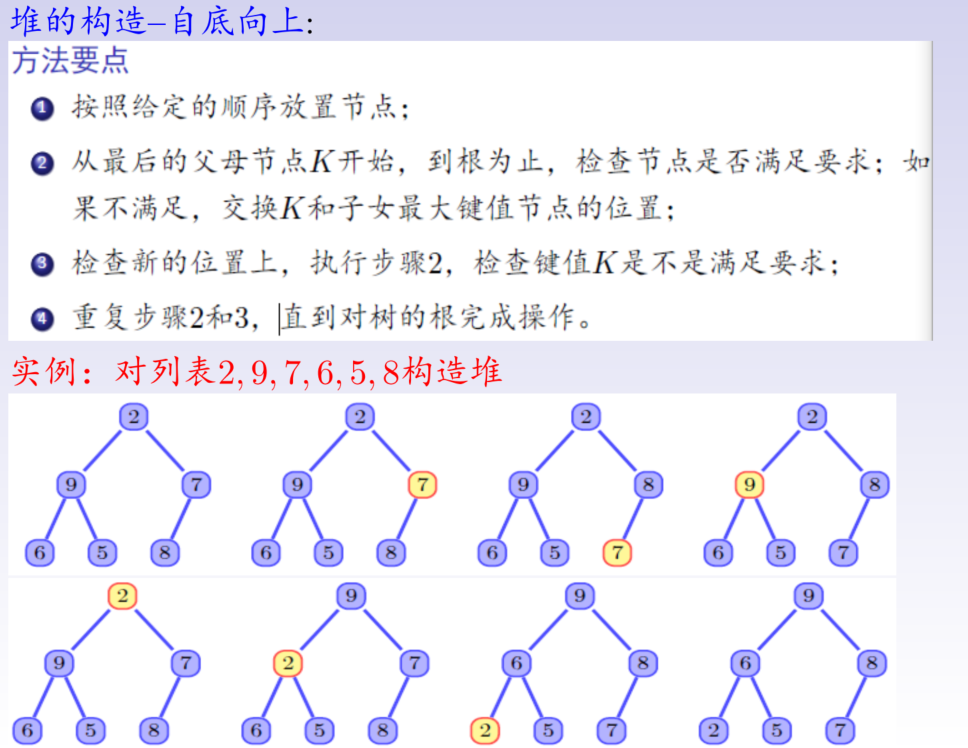 堆的构造–自底向上:
方法要点
1 按照给定的顺序放置节点;
2 从最后的父母节点K开始, 到根为止, 检查节点是否满足要求; 如
果不满足, 交换K和子女最大键值节点的位置;
3 检查新的位置上, 执行步骤2, 检查键值K是不是满足要求;
4 重复步骤2和3, 直到对树的根完成操作。
实例: 对列表2, 9, 7, 6, 5, 8构造堆
2 2 2 2
9 7 9 7 9 8 9 8
6 5 8 6 5 8 6 5 7 6 5 7
2 9 9 9
9 7 2 7 6 8 6 8
6 5 8 6 5 8 2 5 7 2 5 7